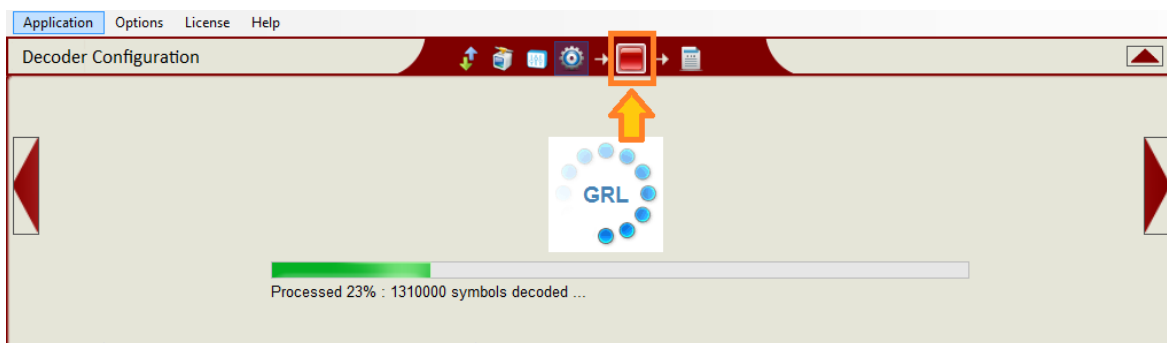 Application Options License Help
Decoder Configuration
GRL
Processed 23% : 1310000 symbols decoded ...